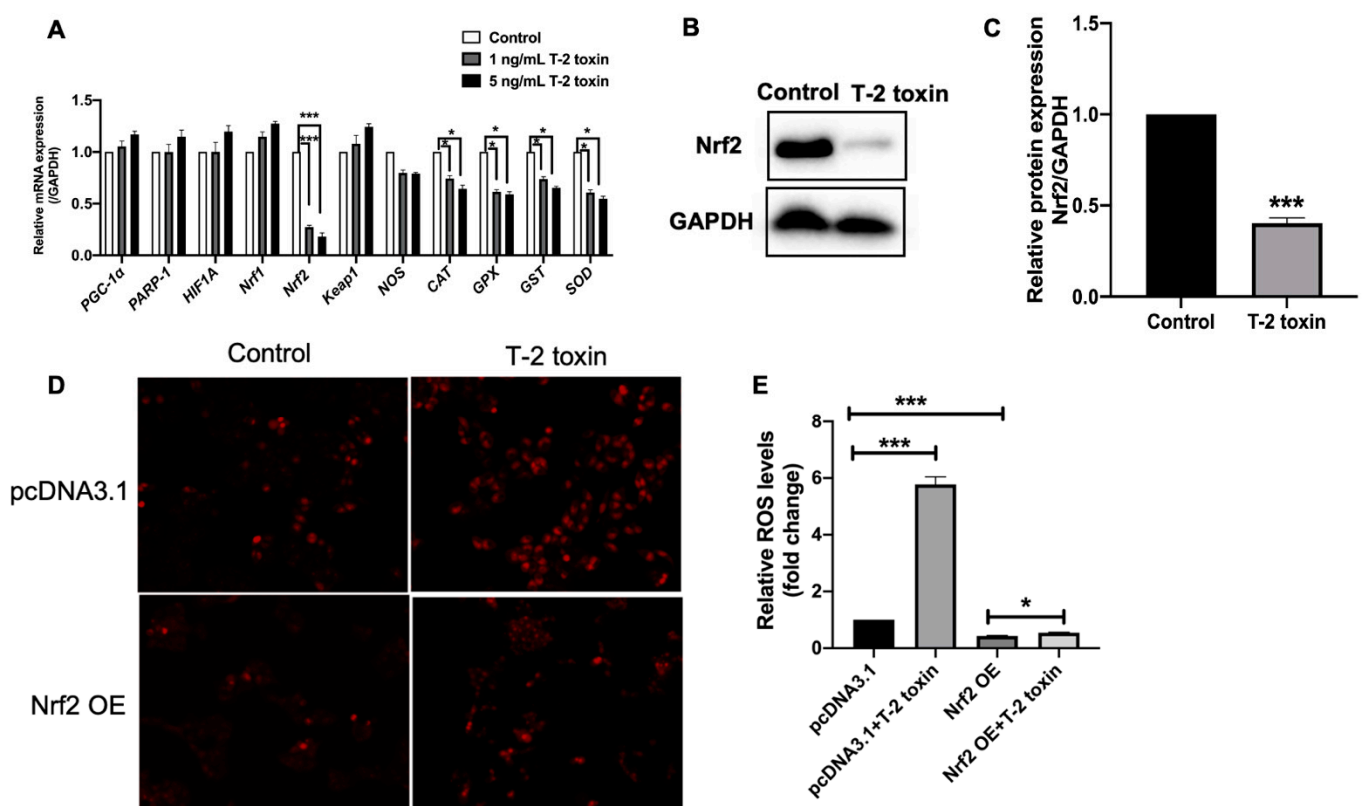 A
Control
1 ng/mL T-2 toxin
5 ng/mL T-2 toxin
Relative mRNA expression
(/GAPDH)
1.5
1.0
0.5
0.0
***
***
*
*
*
*
*
*
*
*
PGC-1α
PARP-1
HIF1A
Nrf1
Nrf2
Keap1
NOS
CAT
GPX
GST
SOD
B
Control T-2 toxin
Nrf2
GAPDH
C
Relative protein expression
Nrf2/GAPDH
1.5
1.0
0.5
0.0
***
Control T-2 toxin
D
Control T-2 toxin
pcDNA3.1
Nrf2 OE
E
Relative ROS levels
(fold change)
8
6
4
2
0
***
***
*
pcDNA3.1
pcDNA3.1+T-2 toxin
Nrf2 OE
Nrf2 OE+T-2 toxin